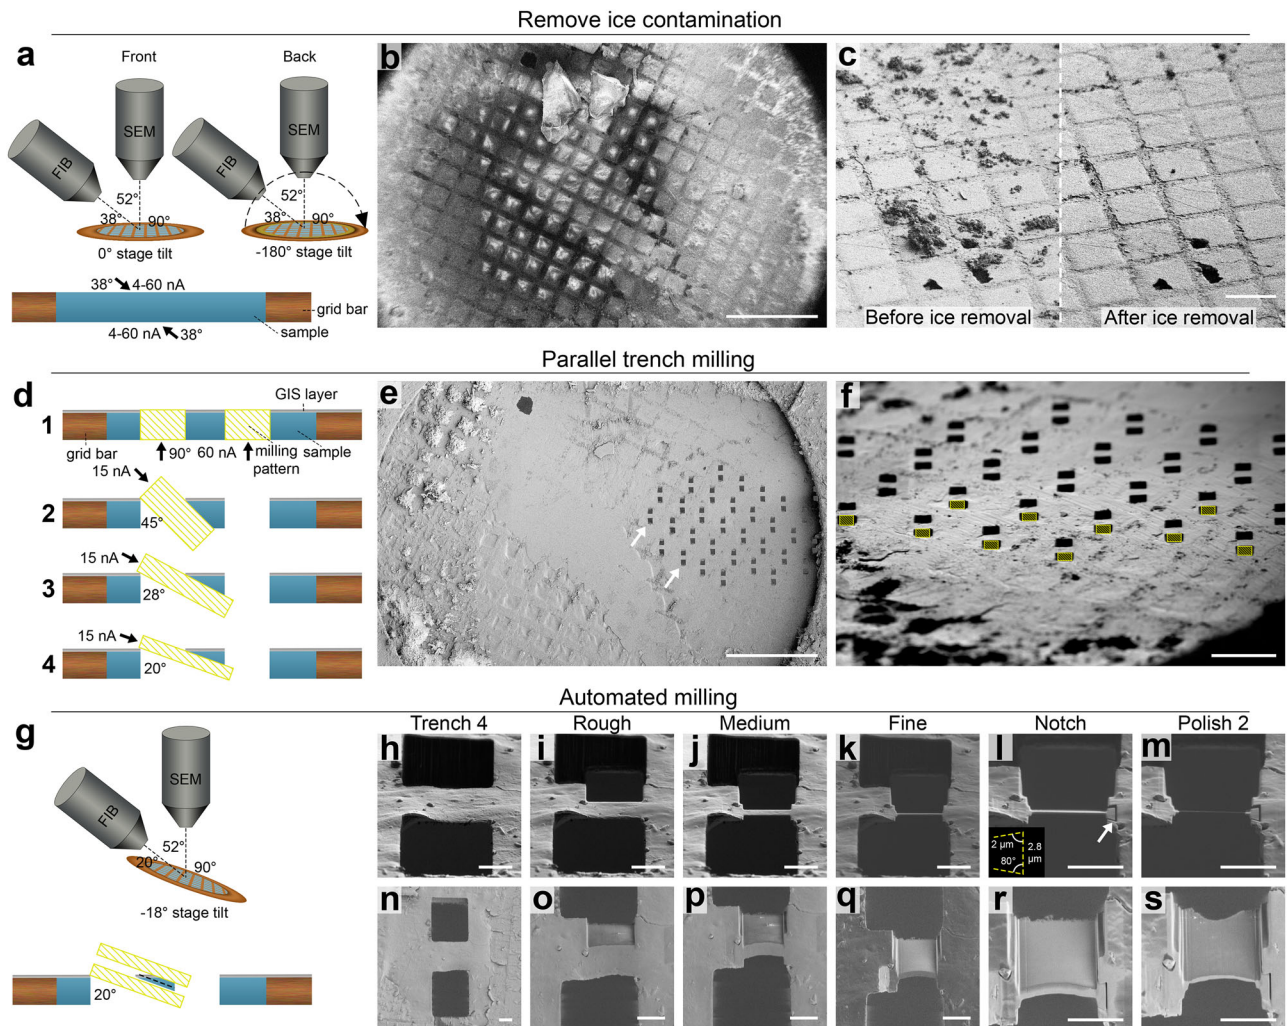 Remove ice contamination
a
Front
Back
SEM
SEM
FIB
FIB
52°
52°
38°
90°
38°
90°
0° stage tilt
-180° stage tilt
38°
4-60 nA
grid bar
4-60 nA
38°
sample
b
c
Before ice removal
After ice removal
Parallel trench milling
d
GIS layer
1
grid bar
90°
60 nA
milling
pattern
sample
15 nA
2
45°
15 nA
3
28°
15 nA
4
20°
e
f
Automated milling
g
SEM
FIB
52°
20°
90°
-18° stage tilt
20°
Trench 4
Rough
Medium
Fine
Notch
Polish 2
h
i
j
k
l
2 µm
2.8
µm
80°
m
n
o
p
q
r
s